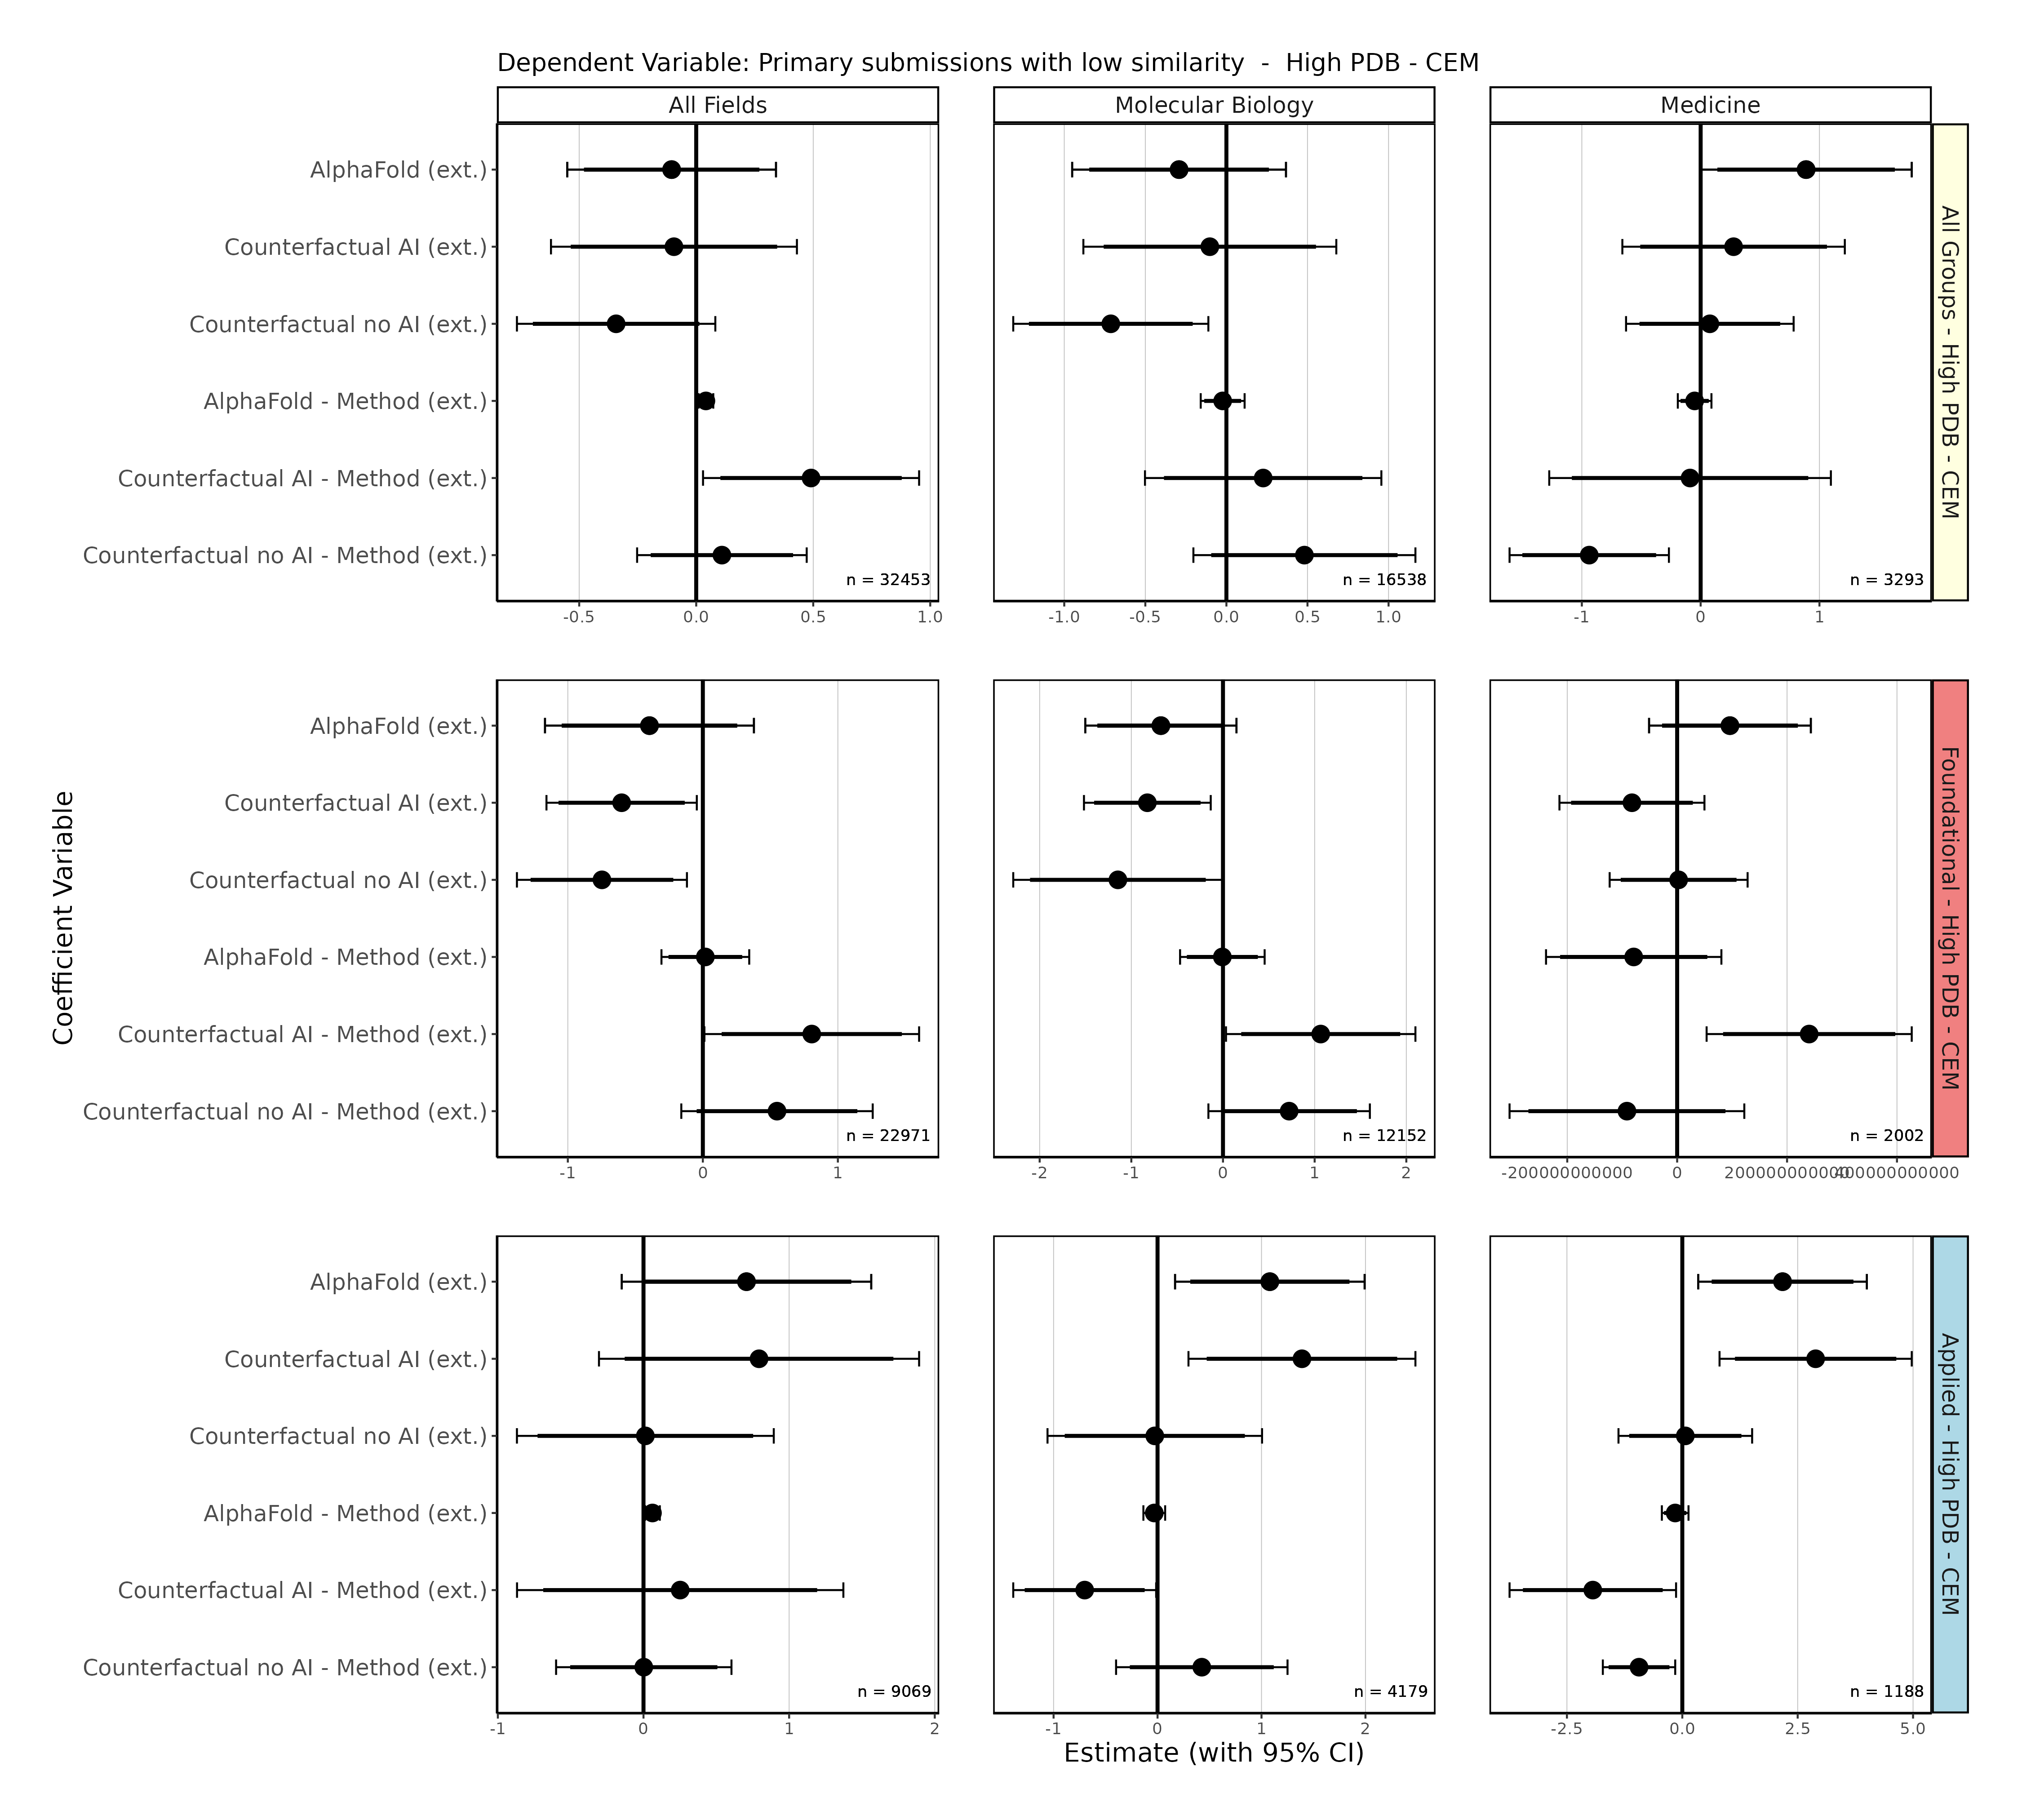 Dependent Variable: Primary submissions with low similarity - High PDB - CEM
All Fields
Molecular Biology
Medicine
AlphaFold (ext.)
Counterfactual AI (ext.)
Counterfactual no AI (ext.)
AlphaFold - Method (ext.)
Counterfactual AI - Method (ext.)
Counterfactual no AI - Method (ext.)
n = 32453
n = 16538
n = 3293
All Groups - High PDB - CEM
-0.5 0.0 0.5 1.0
-1.0 -0.5 0.0 0.5 1.0
-1 0 1
Coefficient Variable
AlphaFold (ext.)
Counterfactual AI (ext.)
Counterfactual no AI (ext.)
AlphaFold - Method (ext.)
Counterfactual AI - Method (ext.)
Counterfactual no AI - Method (ext.)
n = 22971
n = 12152
n = 2002
Foundational - High PDB - CEM
-1 0 1
-2 -1 0 1 2
-200000000000 0 200000000000 400000000000
AlphaFold (ext.)
Counterfactual AI (ext.)
Counterfactual no AI (ext.)
AlphaFold - Method (ext.)
Counterfactual AI - Method (ext.)
Counterfactual no AI - Method (ext.)
n = 9069
n = 4179
n = 1188
Applied - High PDB - CEM
-1 0 1 2
-1 0 1 2
-2.5 0.0 2.5 5.0
Estimate (with 95% CI)